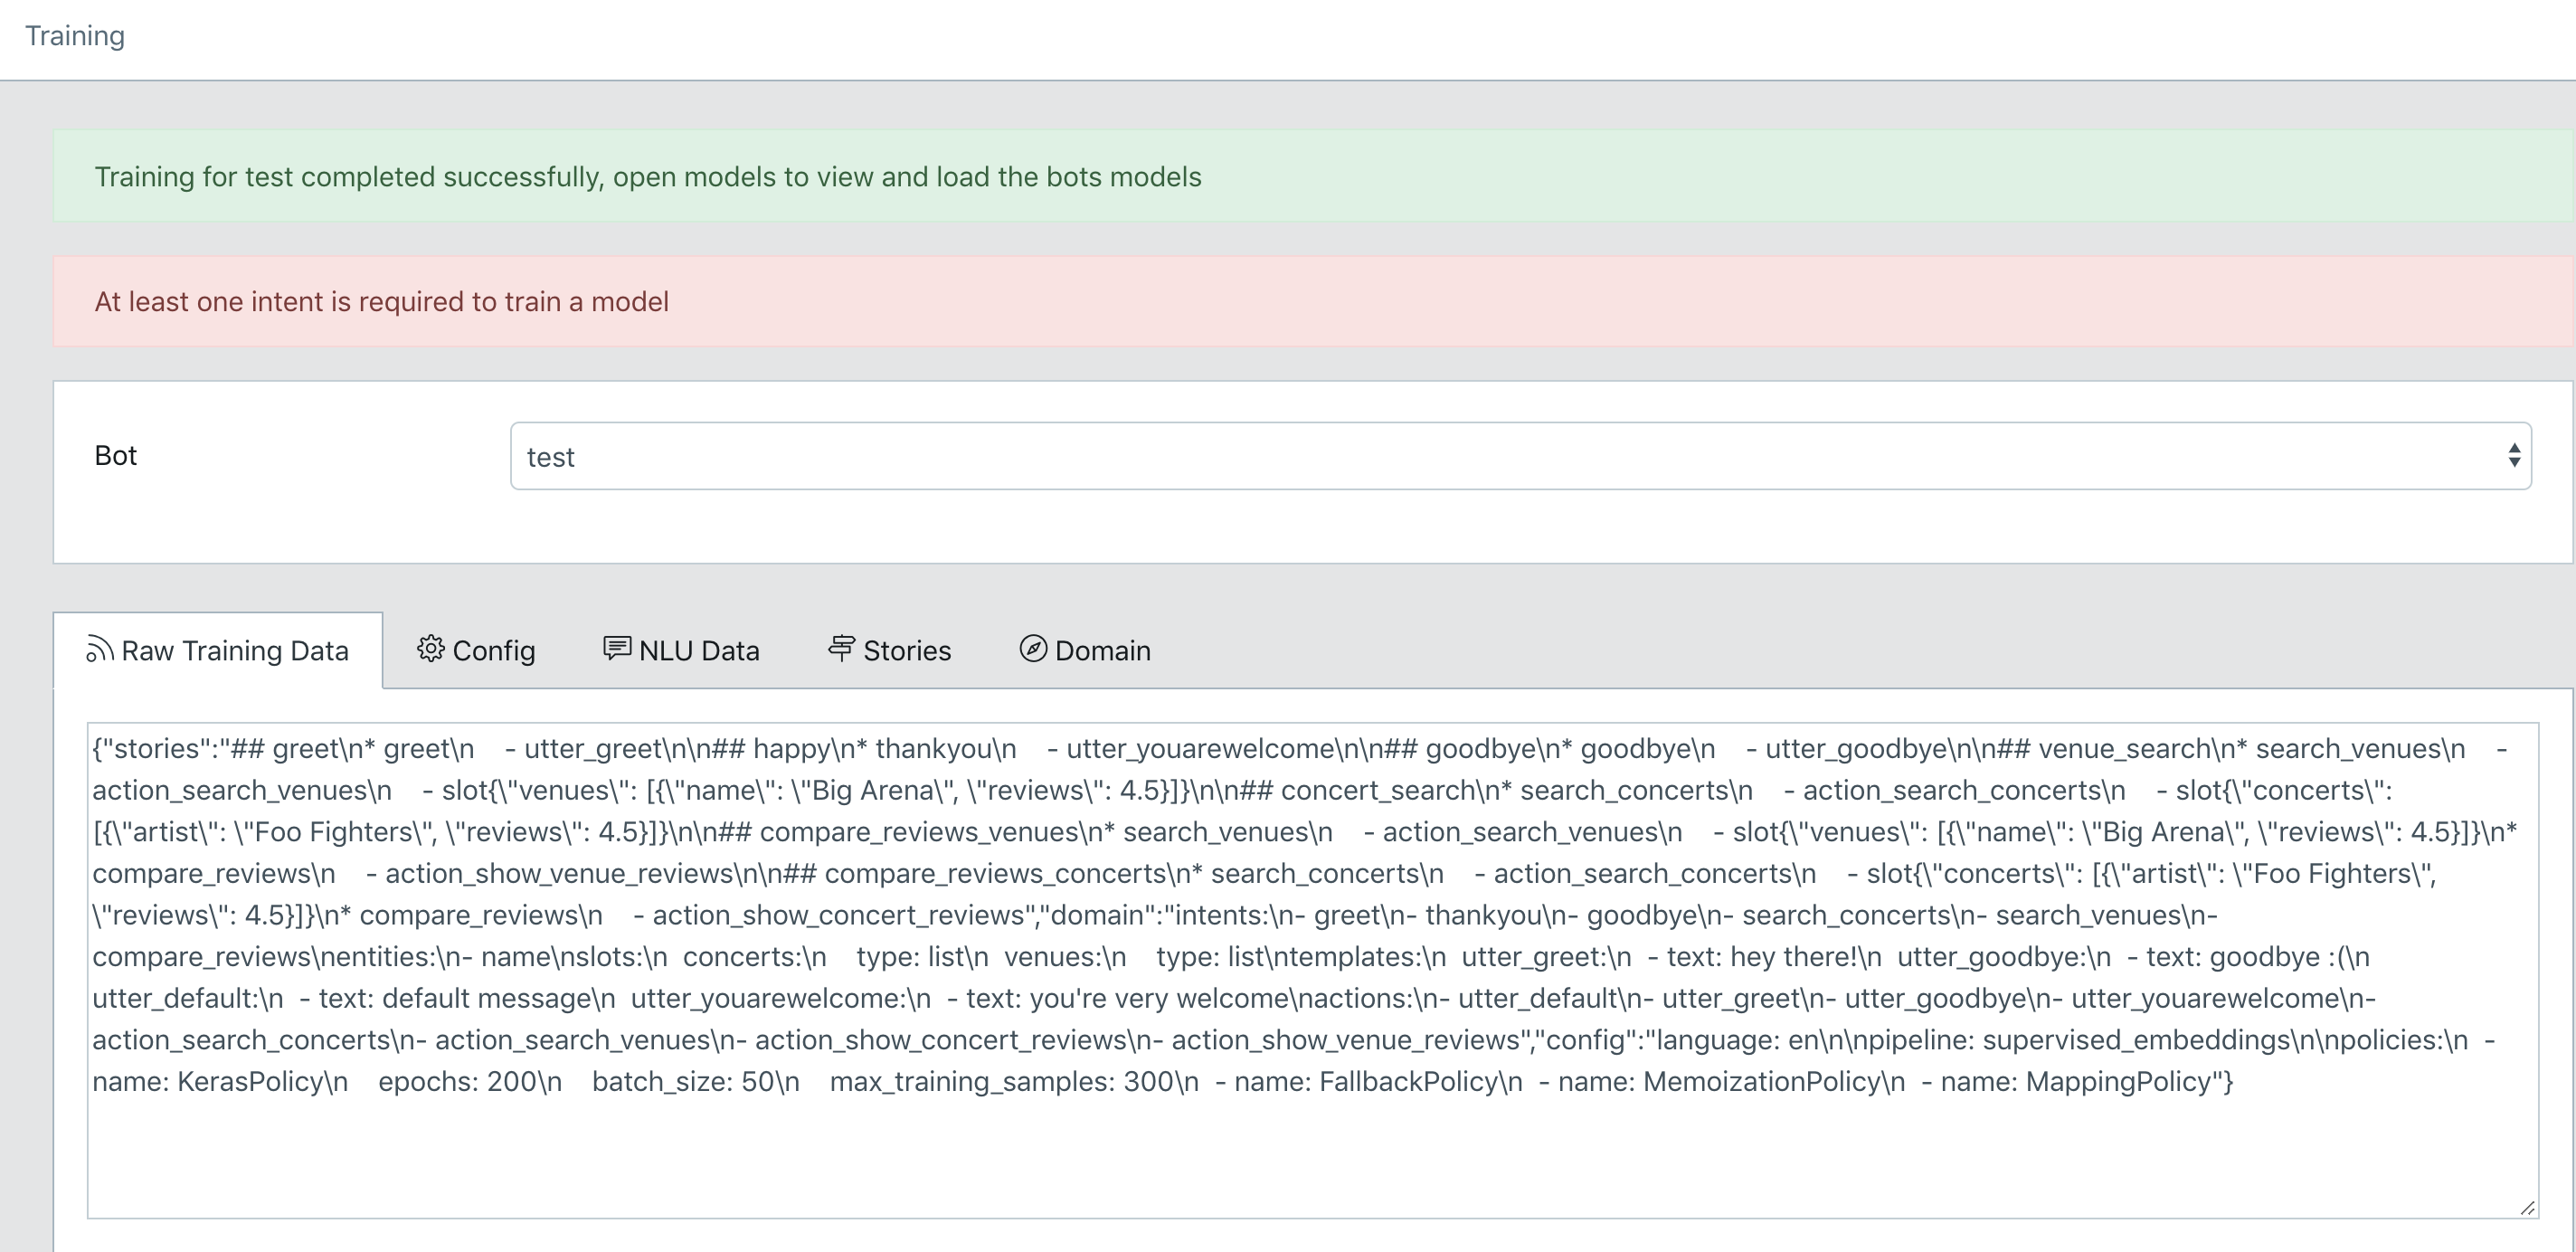 Training
Training for test completed successfully, open models to view and load the bots models
At least one intent is required to train a model
Bot
test
Raw Training Data
Config
NLU Data
Stories
Domain
{"stories":"## greet\n* greet\n    - utter_greet\n\n## happy\n* thankyou\n    - utter_youarewelcome\n\n## goodbye\n* goodbye\n    - utter_goodbye\n\n## venue_search\n* search_venues\n    -
action_search_venues\n    - slot{\"venues\": [{\"name\": \"Big Arena\", \"reviews\": 4.5}]}\n\n## concert_search\n* search_concerts\n    - action_search_concerts\n    - slot{\"concerts\":
[{\"artist\": \"Foo Fighters\", \"reviews\": 4.5}]}\n\n## compare_reviews_venues\n* search_venues\n    - action_search_venues\n    - slot{\"venues\": [{\"name\": \"Big Arena\", \"reviews\": 4.5}]}\n*
compare_reviews\n    - action_show_venue_reviews\n\n## compare_reviews_concerts\n* search_concerts\n    - action_search_concerts\n    - slot{\"concerts\": [{\"artist\": \"Foo Fighters\",
\"reviews\": 4.5}]}\n* compare_reviews\n    - action_show_concert_reviews","domain":"intents:\n- greet\n- thankyou\n- goodbye\n- search_concerts\n- search_venues\n-
compare_reviews\nentities:\n- name\nslots:\n  concerts:\n    type: list\n  venues:\n    type: list\ntemplates:\n  utter_greet:\n  - text: hey there!\n  utter_goodbye:\n  - text: goodbye :(\n
utter_default:\n  - text: default message\n  utter_youarewelcome:\n  - text: you're very welcome\nactions:\n- utter_default\n- utter_greet\n- utter_goodbye\n- utter_youarewelcome\n-
action_search_concerts\n- action_search_venues\n- action_show_concert_reviews\n- action_show_venue_reviews","config":"language: en\n\npipeline: supervised_embeddings\n\npolicies:\n  -
name: KerasPolicy\n    epochs: 200\n    batch_size: 50\n    max_training_samples: 300\n  - name: FallbackPolicy\n  - name: MemoizationPolicy\n  - name: MappingPolicy"}